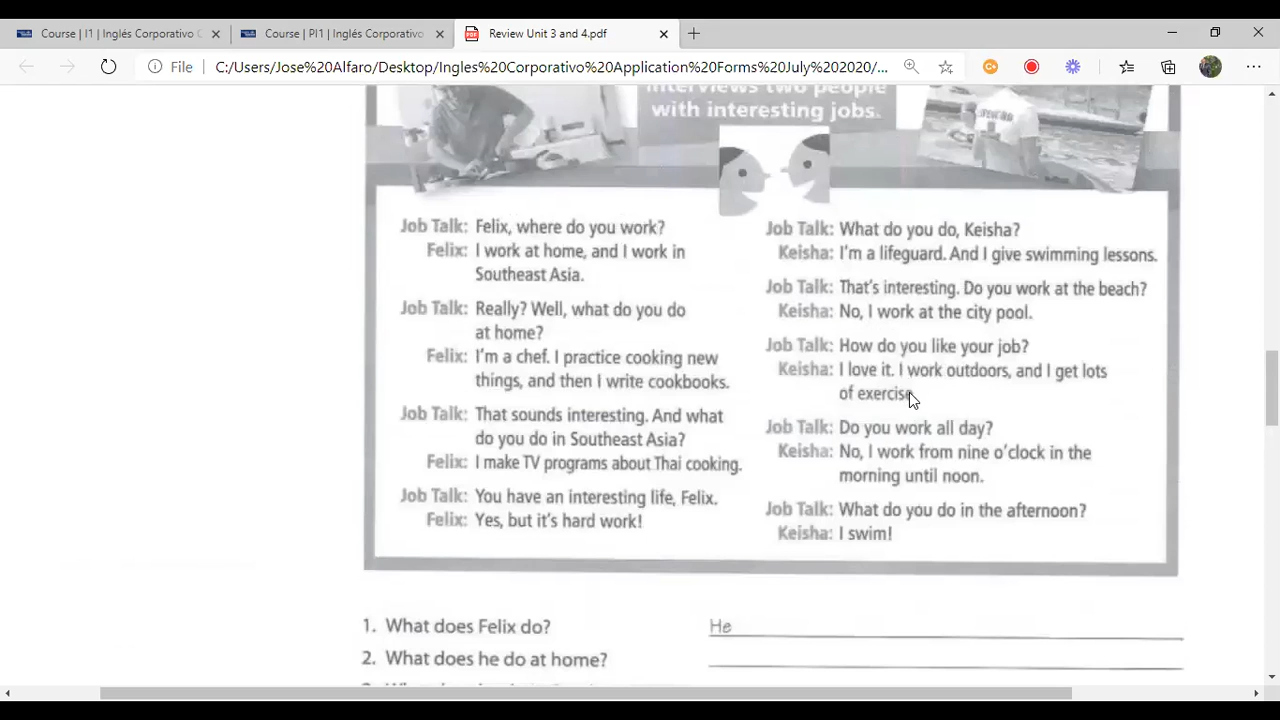 Course | I1 | Inglés Corporativo C
Course | PI1 | Inglés Corporativo
Review Unit 3 and 4.pdf
File
C:/Users/Jose%20Alfaro/Desktop/Ingles%20Corporativo%20Application%20Forms%20July%202020/...
interviews two people
with interesting jobs.
Job Talk: Felix, where do you work?
Felix: I work at home, and I work in
Southeast Asia.
Job Talk: Really? Well, what do you do
at home?
Felix: I'm a chef. I practice cooking new
things, and then I write cookbooks.
Job Talk: That sounds interesting. And what
do you do in Southeast Asia?
Felix: I make TV programs about Thai cooking.
Job Talk: You have an interesting life, Felix.
Felix: Yes, but it's hard work!
Job Talk: What do you do, Keisha?
Keisha: I'm a lifeguard. And I give swimming lessons.
Job Talk: That's interesting. Do you work at the beach?
Keisha: No, I work at the city pool.
Job Talk: How do you like your job?
Keisha: I love it. I work outdoors, and I get lots
of exercise.
Job Talk: Do you work all day?
Keisha: No, I work from nine o'clock in the
morning until noon.
Job Talk: What do you do in the afternoon?
Keisha: I swim!
1. What does Felix do?
He
2. What does he do at home?